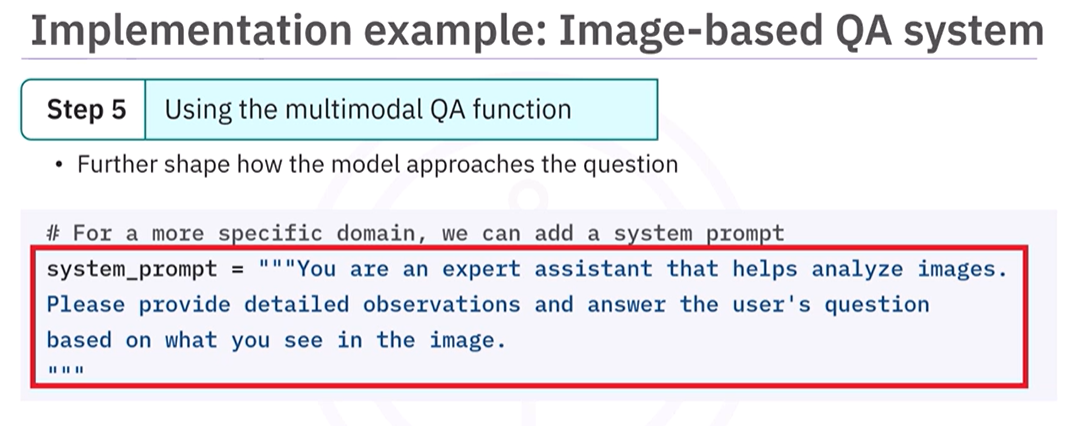 Implementation example: Image-based QA system
Step 5 Using the multimodal QA function
• Further shape how the model approaches the question
# For a more specific domain, we can add a system prompt
system_prompt = """You are an expert assistant that helps analyze images.
Please provide detailed observations and answer the user's question
based on what you see in the image.
"""